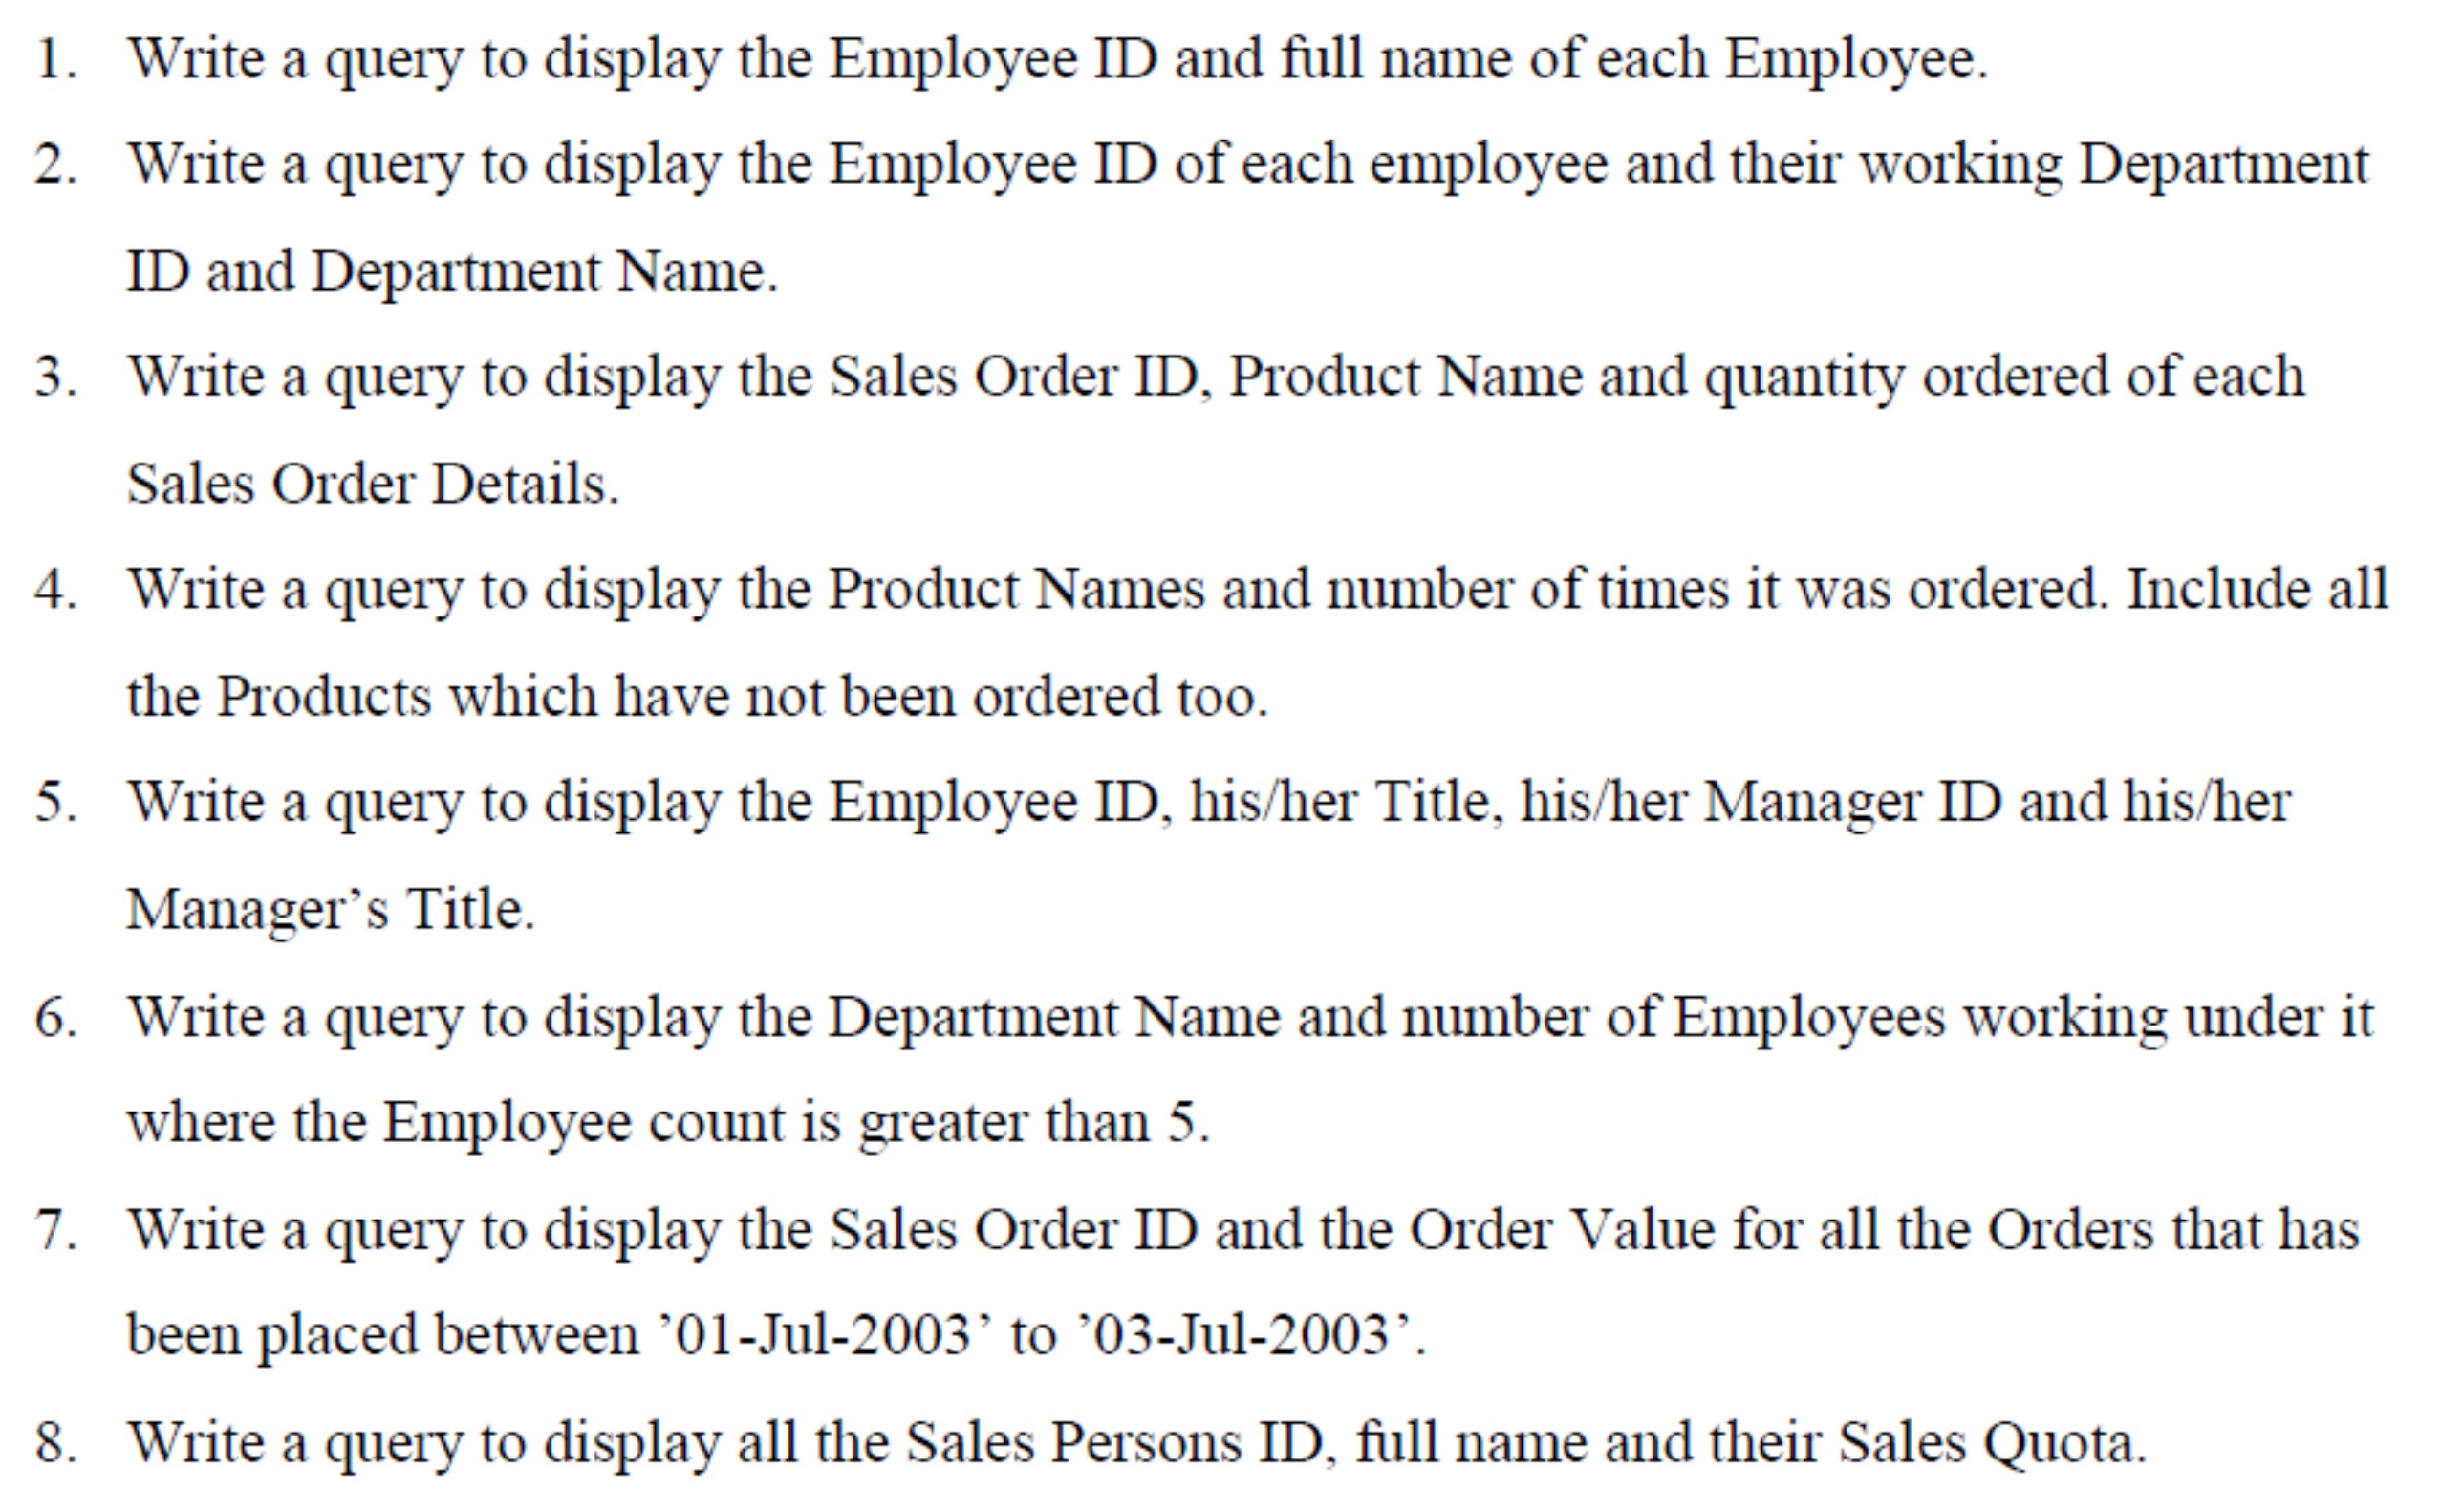 1. Write a query to display the Employee ID and full name of each Employee.
2. Write a query to display the Employee ID of each employee and their working Department
ID and Department Name.
3. Write a query to display the Sales Order ID, Product Name and quantity ordered of each
Sales Order Details.
4. Write a query to display the Product Names and number of times it was ordered. Include all
the Products which have not been ordered too.
5. Write a query to display the Employee ID, his/her Title, his/her Manager ID and his/her
Manager’s Title.
6. Write a query to display the Department Name and number of Employees working under it
where the Employee count is greater than 5.
7. Write a query to display the Sales Order ID and the Order Value for all the Orders that has
been placed between ’01-Jul-2003’ to ’03-Jul-2003’.
8. Write a query to display all the Sales Persons ID, full name and their Sales Quota.